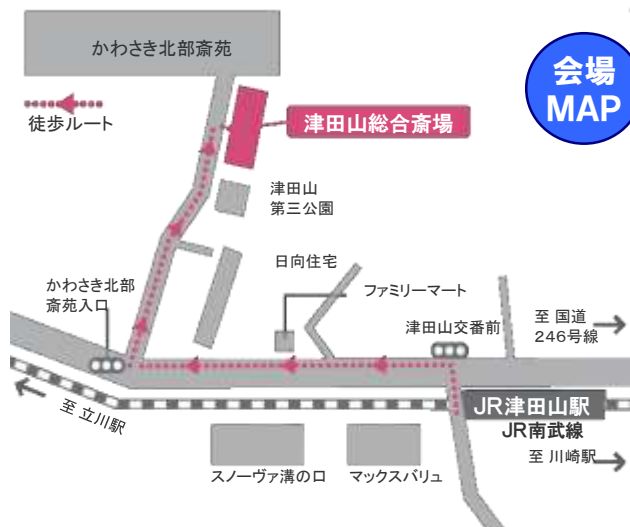 かわさき北部斎苑
会場
MAP
徒歩ルート
津田山総合斎場
津田山
第三公園
日向住宅
かわさき北部
斎苑入口
ファミリーマート
津田山交番前
至 国道
246号線
至 立川駅
JR津田山駅
JR南武線
至 川崎駅
スノーヴァ溝のロ
マックスバリュ